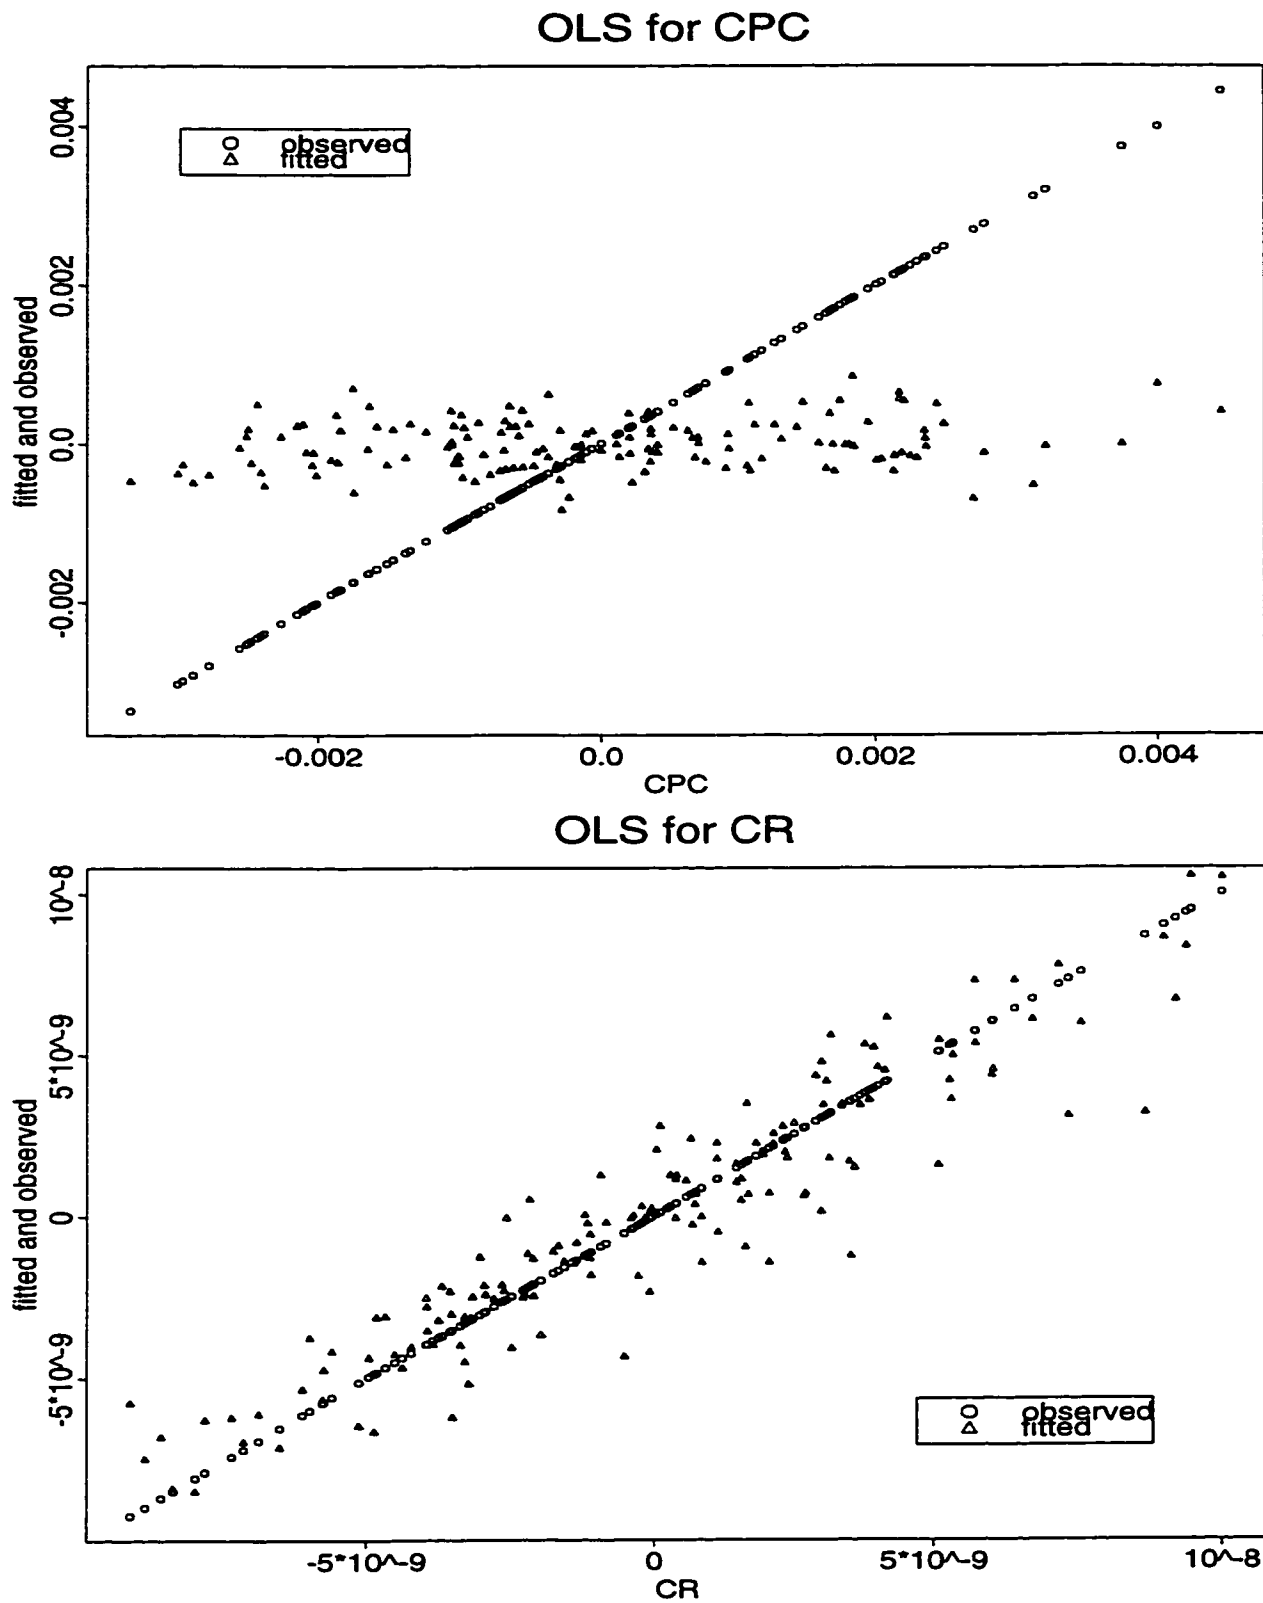 OLS for CPC
observed
fitted
0.004
0.002
0.0
-0.002
fitted and observed
-0.002 0.0 0.002 0.004
CPC
OLS for CR
10^-8
5*10^-9
0
-5*10^-9
fitted and observed
observed
fitted
-5*10^-9 0 5*10^-9 10^-8
CR